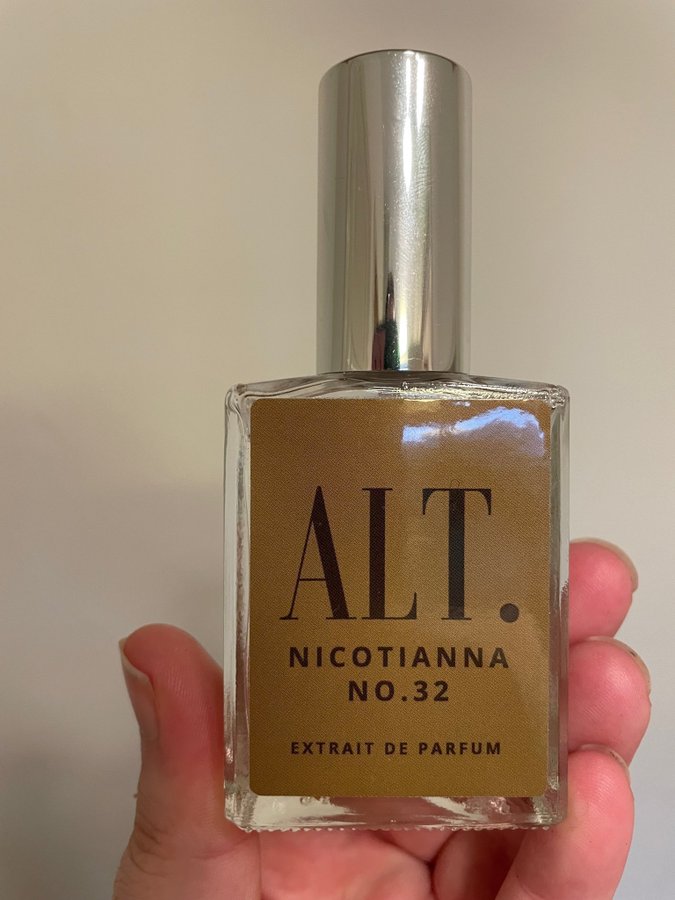 ALT.
NICOTIANNA
NO.32
EXTRAIT DE PARFUM